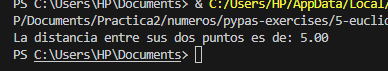 PS C:\Users\HP\Documents> & C:/Users/HP/AppData/Local/
P/Documents/Practica2/numeros/pypas-exercises/5-euclic
La distancia entre sus dos puntos es de: 5.00
PS C:\Users\HP\Documents>